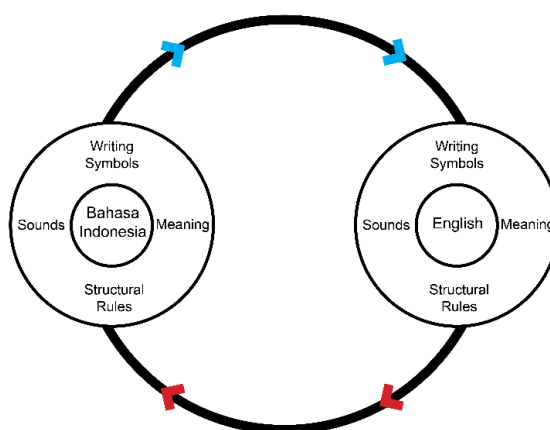 Writing
Symbols
Sounds
Bahasa
Indonesia
Meaning
Structural
Rules
Writing
Symbols
Sounds
English
Meaning
Structural
Rules